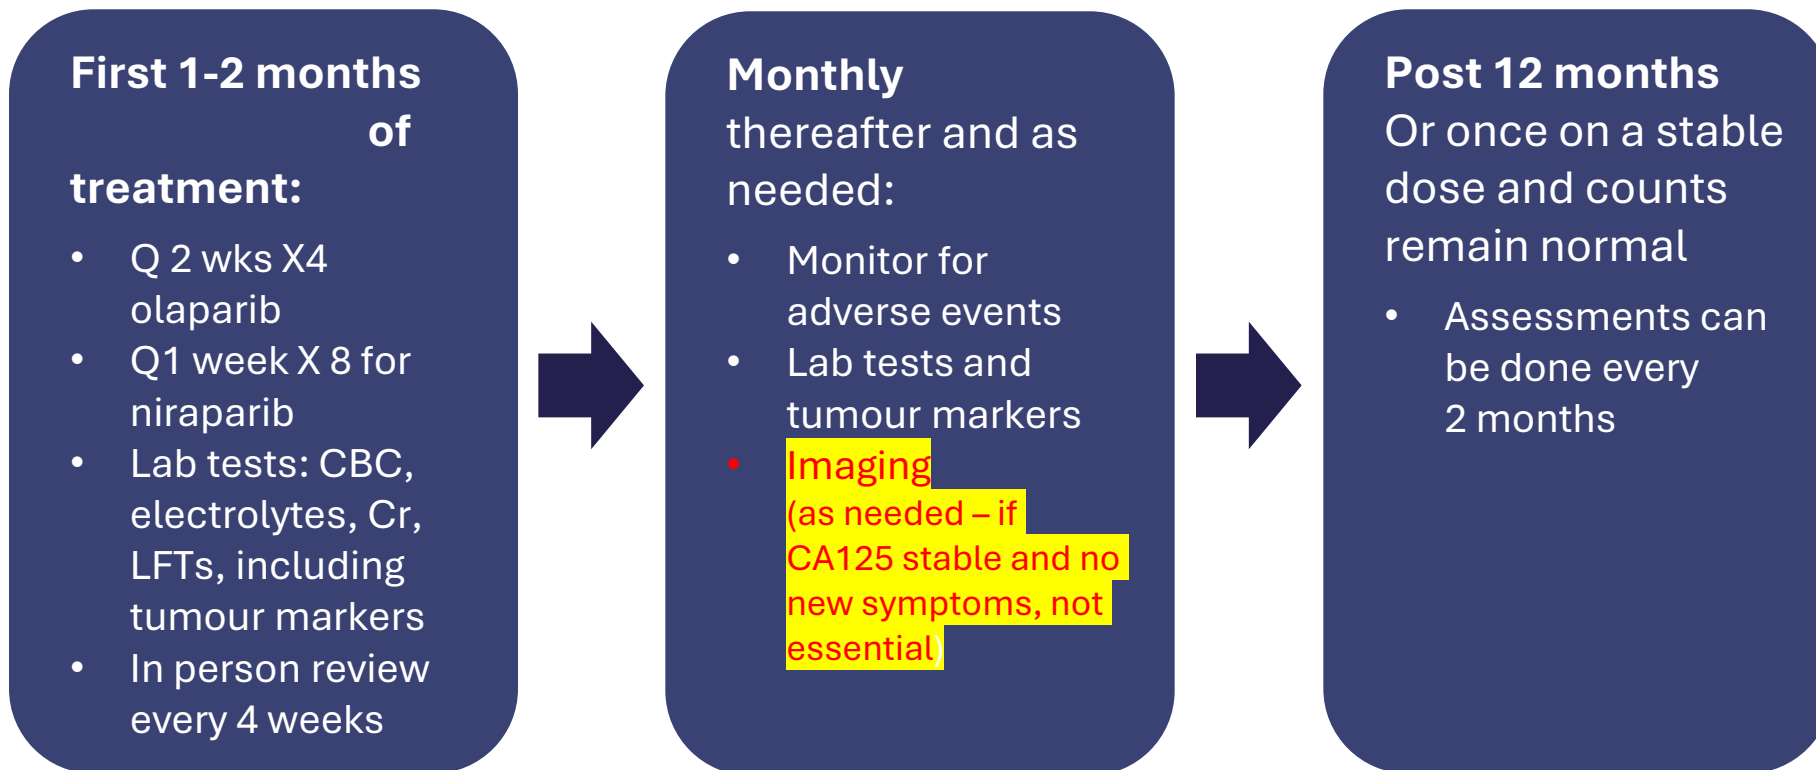 First 1-2 months
of
treatment:
• Q 2 wks X4
olaparib
• Q1 week X 8 for
niraparib
• Lab tests: CBC,
electrolytes, Cr,
LFTs, including
tumour markers
• In person review
every 4 weeks
Monthly
thereafter and as
needed:
• Monitor for
adverse events
• Lab tests and
tumour markers
• Imaging
(as needed – if
CA125 stable and no
new symptoms, not
essential)
Post 12 months
Or once on a stable
dose and counts
remain normal
• Assessments can
be done every
2 months